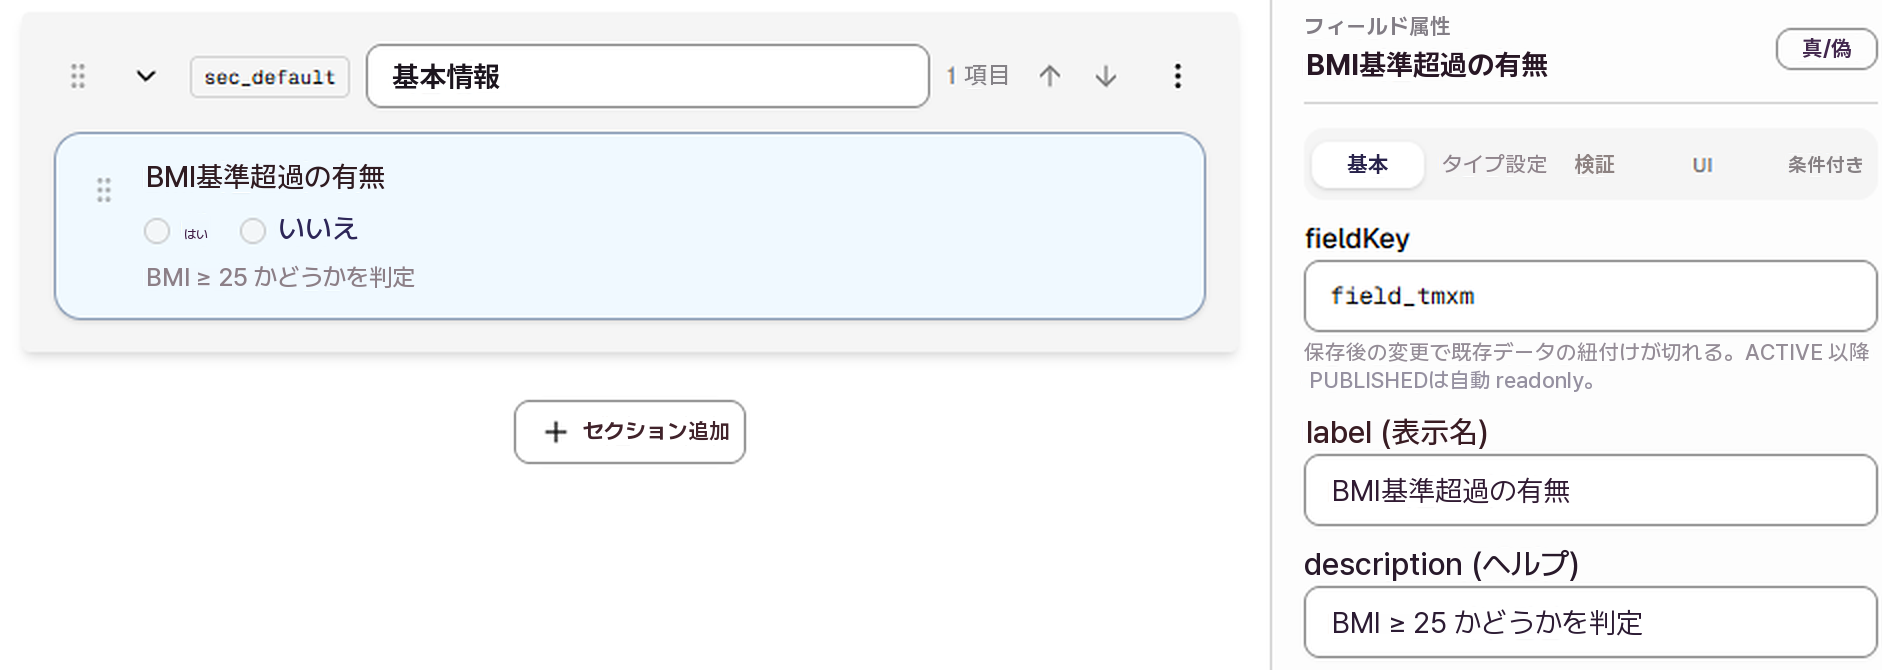 sec_default
基本情報
1 項目
BMI基準超過の有無
はい
いいえ
BMI ≥ 25 かどうかを判定
セクション追加
フィールド属性
BMI基準超過の有無
真/偽
基本 タイプ設定 検証 UI 条件付き
fieldKey
field_tmxm
保存後の変更で既存データの紐付けが切れる。ACTIVE 以降
PUBLISHEDは自動 readonly。
label (表示名)
BMI基準超過の有無
description (ヘルプ)
BMI ≥ 25 かどうかを判定